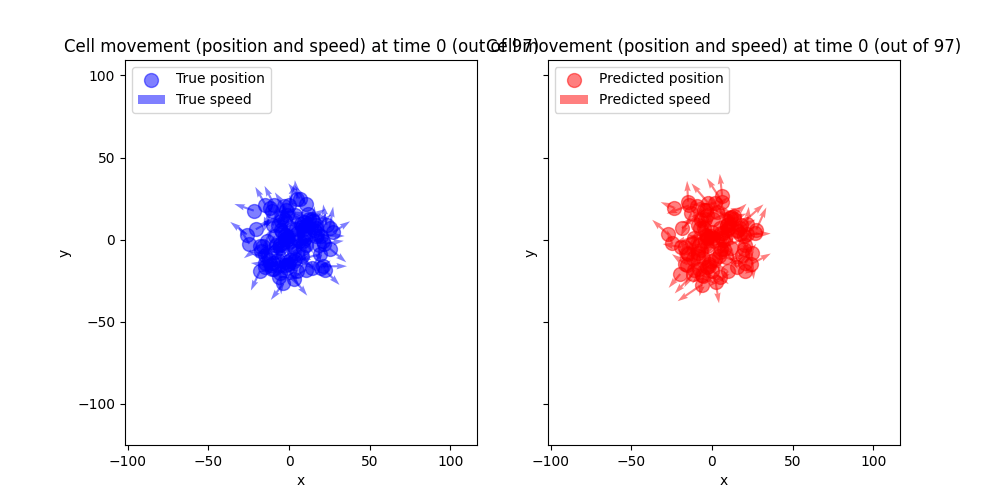 Cell movement (position and speed) at time 0 (out of 97)
Cell movement (position and speed) at time 0 (out of 97)
True position
True speed
Predicted position
Predicted speed
100
50
0
−50
−100
y
y
−100
−50
0
50
100
−100
−50
0
50
100
x
x